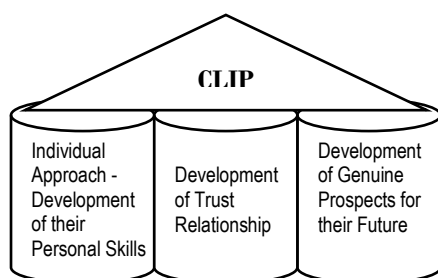 CLIP
Individual
Approach -
Development
of their
Personal Skills
Development
of Trust
Relationship
Development
of Genuine
Prospects for
their Future